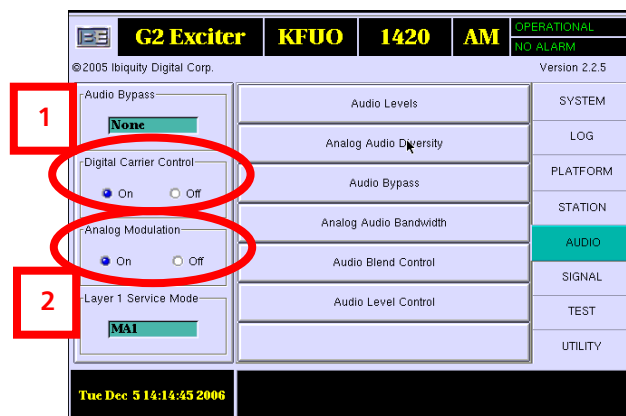 G2 Exciter KFUO 1420 AM OPERATIONAL
NO ALARM
©2005 Ibiquity Digital Corp. Version 2.2.5
1
Audio Bypass
None
Digital Carrier Control
On Off
Analog Modulation
On Off
2
Layer 1 Service Mode
MA1
Audio Levels
Analog Audio Diversity
Audio Bypass
Analog Audio Bandwidth
Audio Blend Control
Audio Level Control
SYSTEM
LOG
PLATFORM
STATION
AUDIO
SIGNAL
TEST
UTILITY
Tue Dec 5 14:14:45 2006